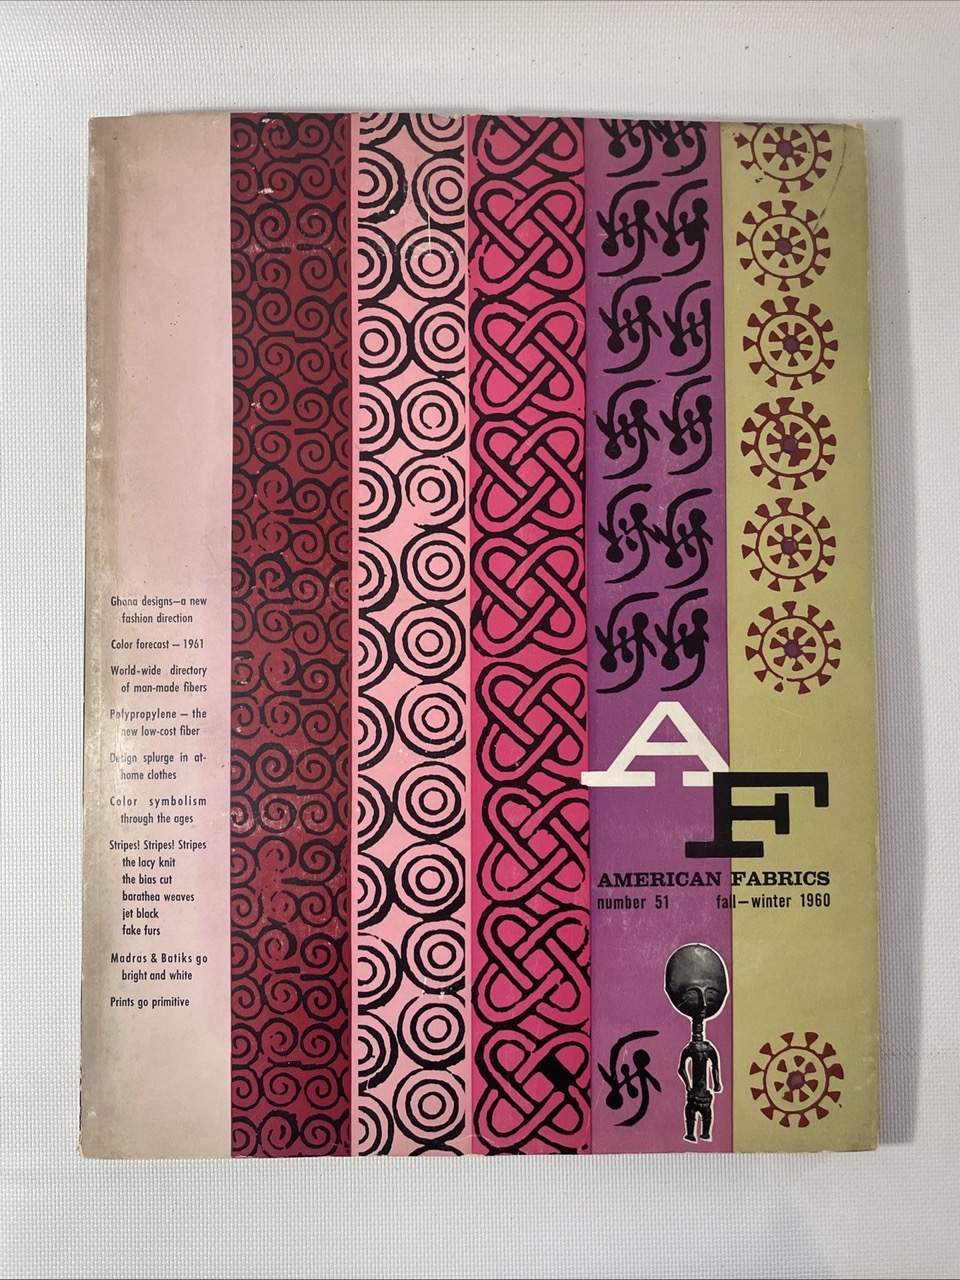 Ghana designs—a new
fashion direction
Color forecast — 1961
World-wide directory
of man-made fibers
Polypropylene — the
new low-cost fiber
Design splurge in at-
home clothes
Color symbolism
through the ages
Stripes! Stripes! Stripes
the lacy knit
the bias cut
barathea weaves
jet black
fake furs
Madras & Batiks go
bright and white
Prints go primitive
AF
AMERICAN FABRICS
number 51 fall—winter 1960